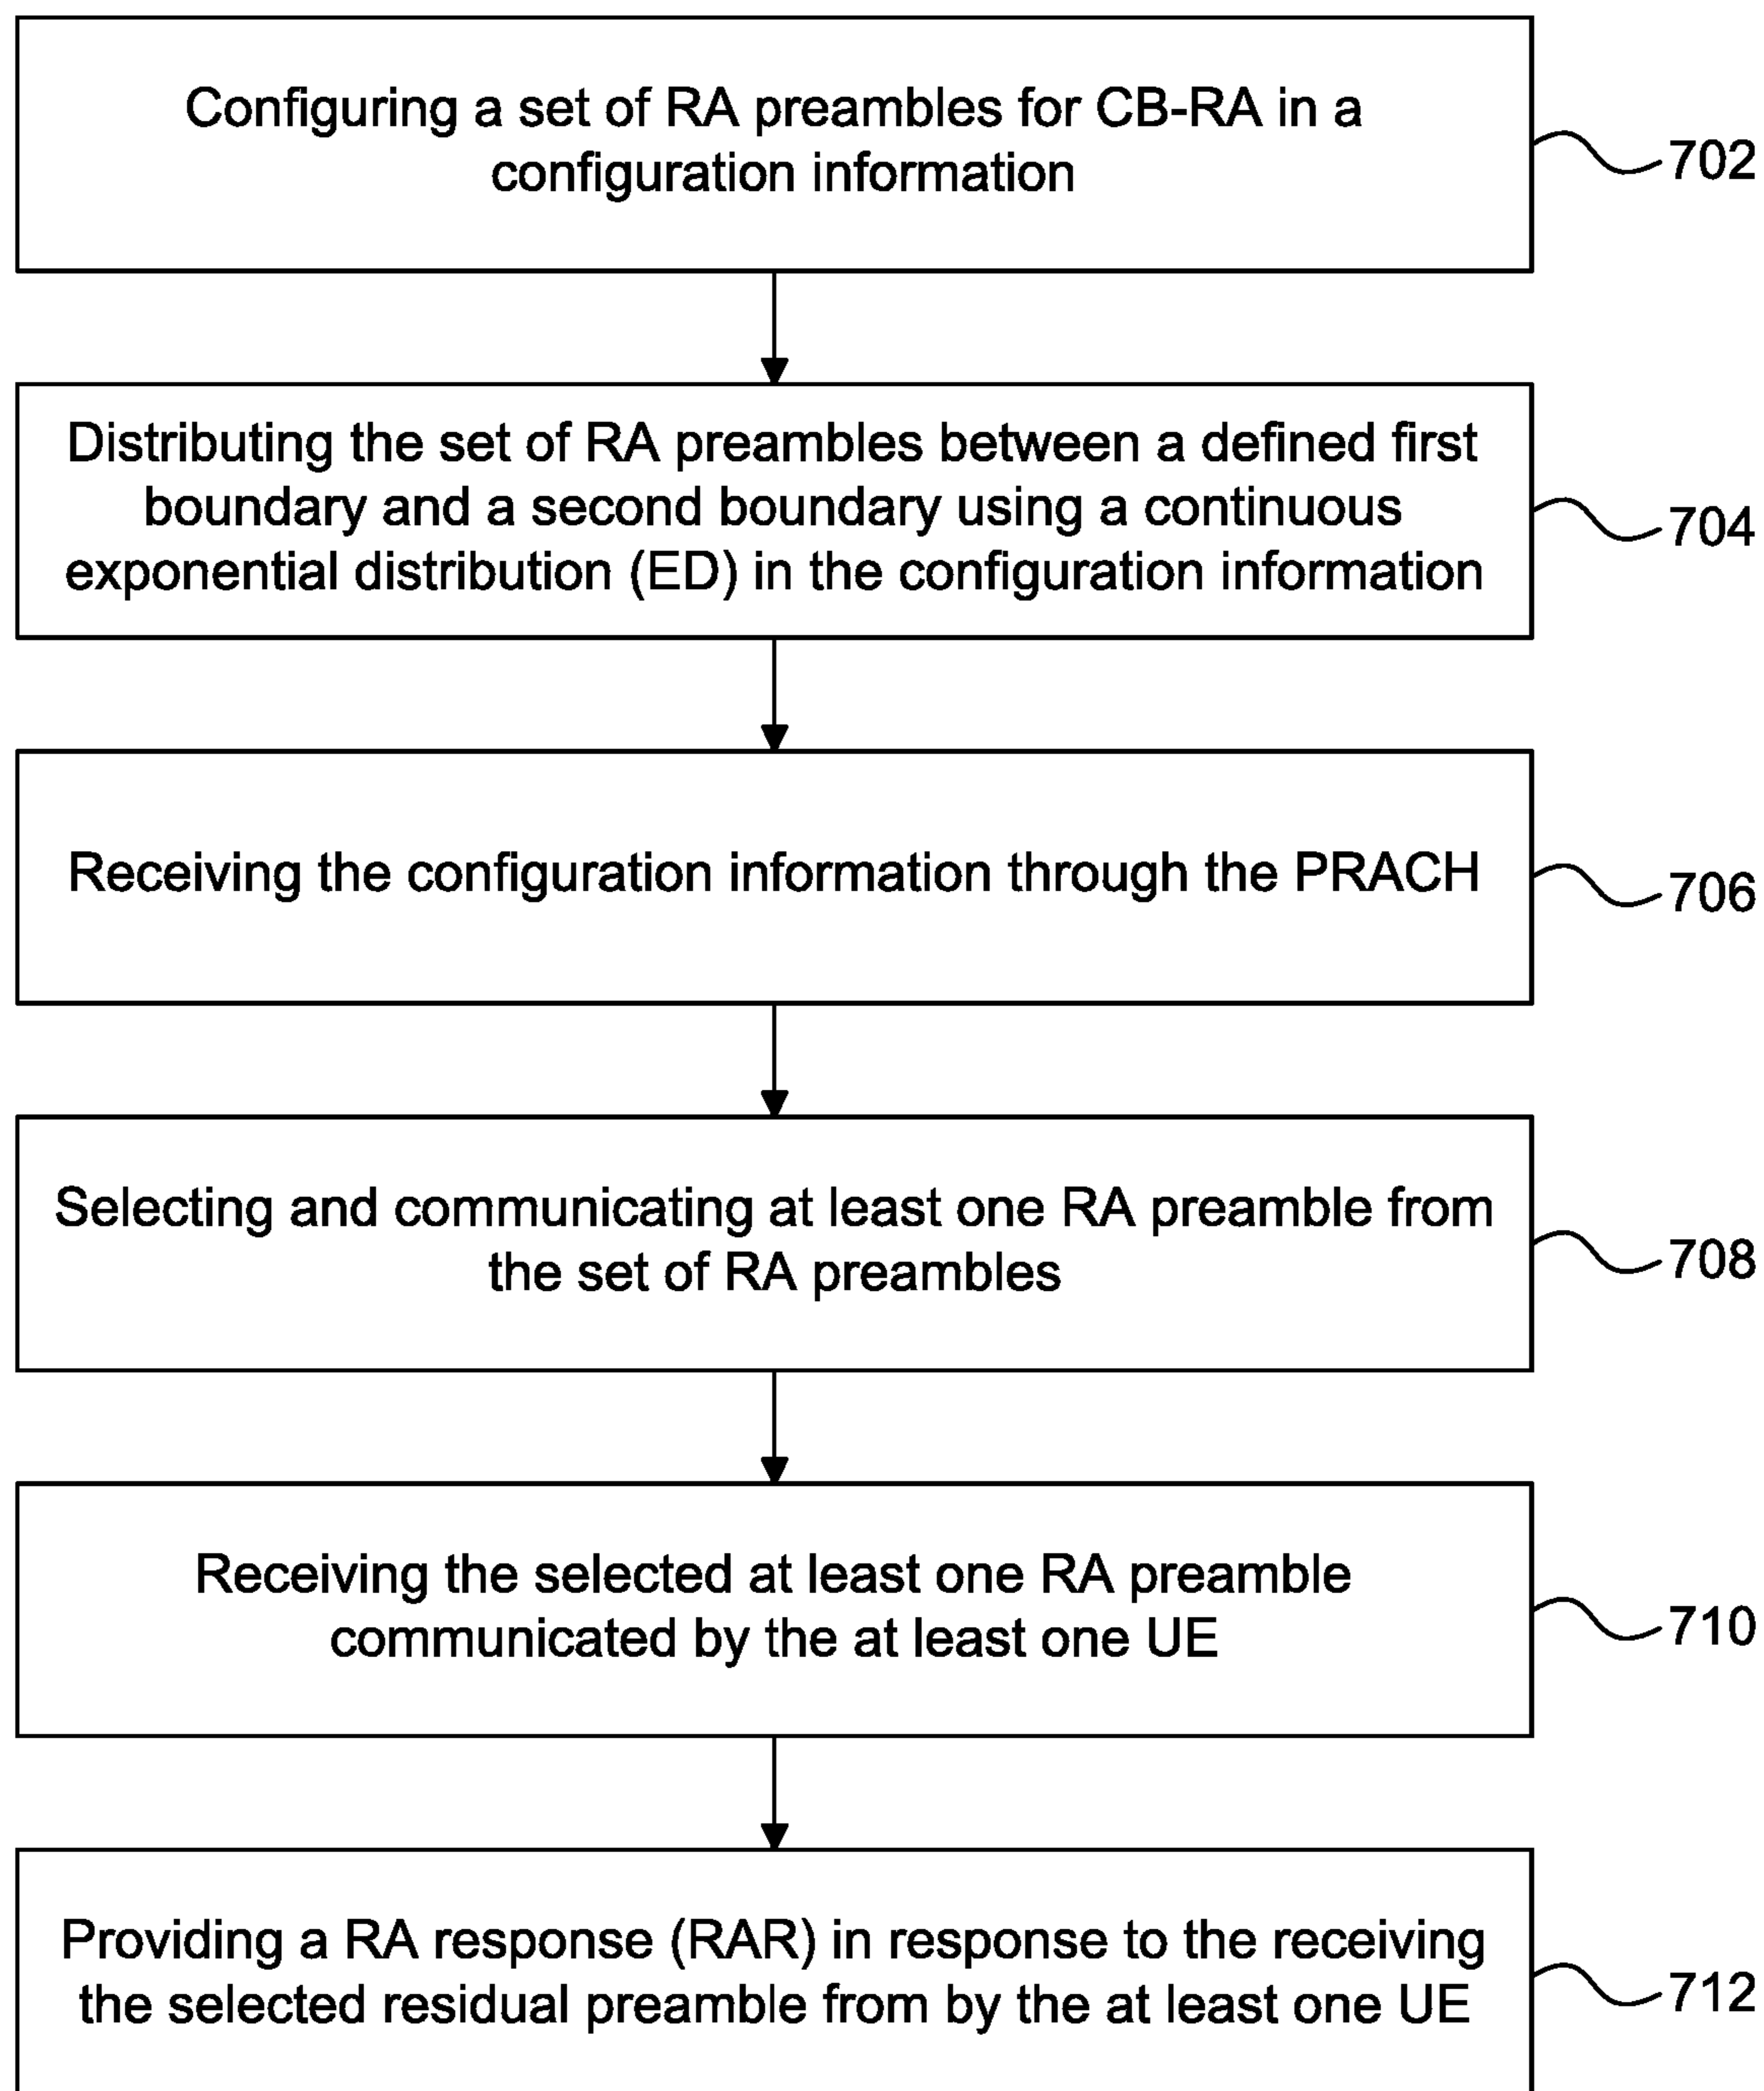 Configuring a set of RA preambles for CB-RA in a
configuration information
702
Distributing the set of RA preambles between a defined first
boundary and a second boundary using a continuous
exponential distribution (ED) in the configuration information
704
Receiving the configuration information through the PRACH
706
Selecting and communicating at least one RA preamble from
the set of RA preambles
708
Receiving the selected at least one RA preamble
communicated by the at least one UE
710
Providing a RA response (RAR) in response to the receiving
the selected residual preamble from by the at least one UE
712